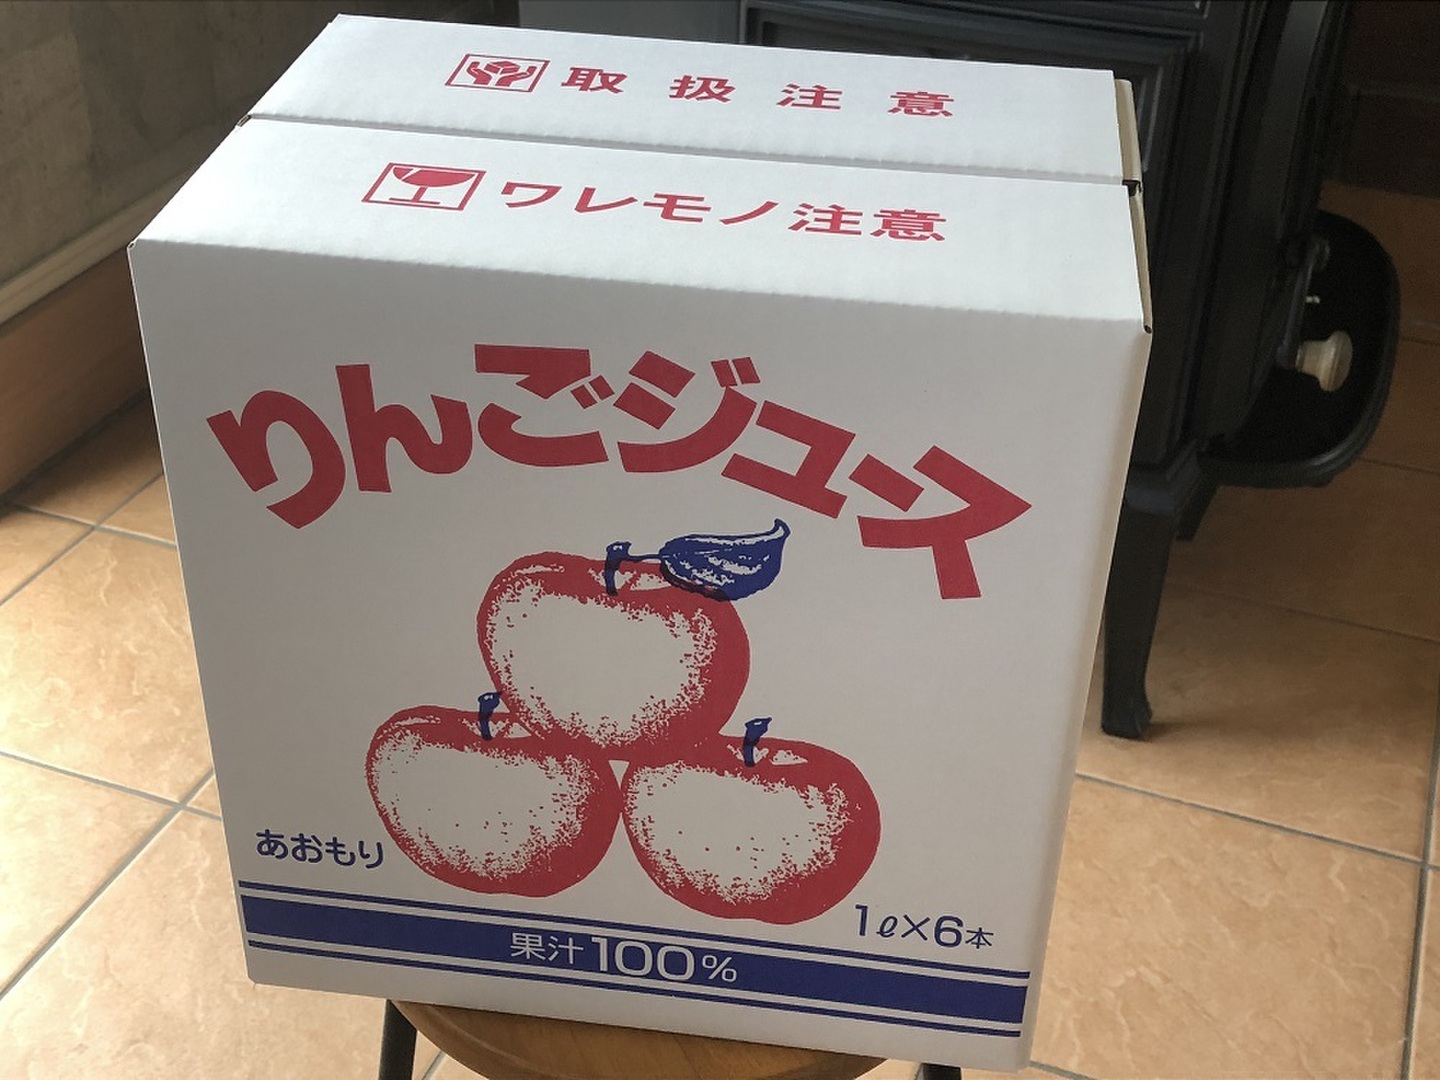 取扱注意
ワレモノ注意
りんごジュース
あおもり
1ℓ×6本
果汁100%